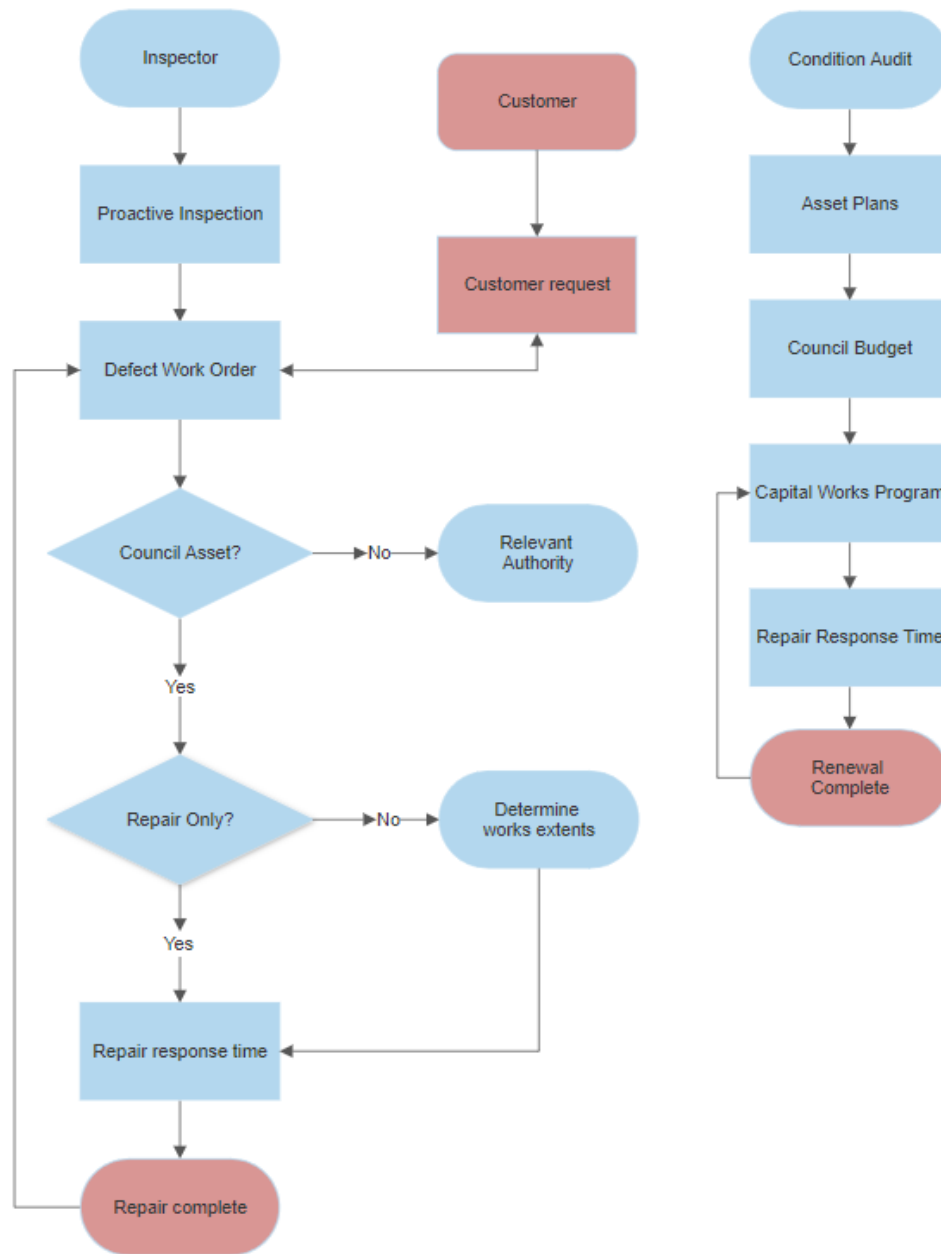 Inspector
Proactive Inspection
Defect Work Order
Customer
Customer request
Council Asset?
No
Relevant
Authority
Yes
Repair Only?
No
Determine
works extents
Yes
Repair response time
Repair complete
Condition Audit
Asset Plans
Council Budget
Capital Works Program
Repair Response Time
Renewal
Complete